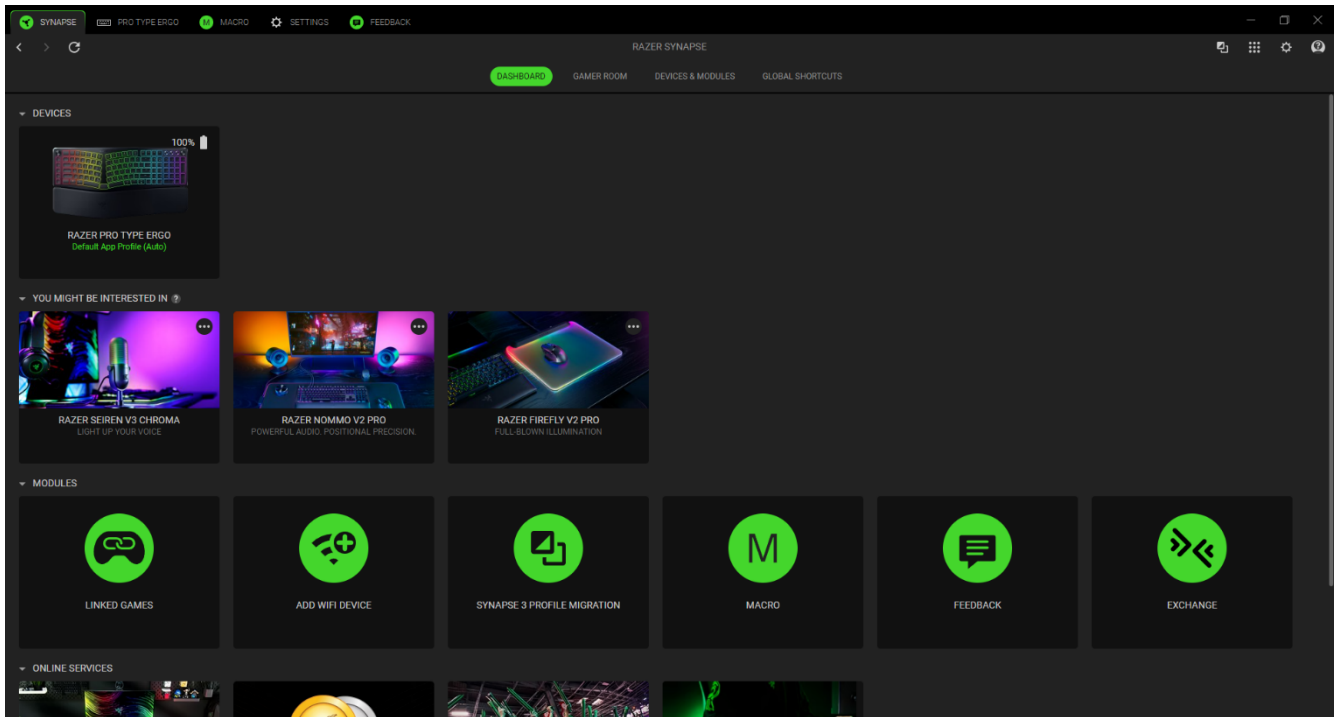 SYNAPSE
PRO TYPE ERGO
M MACRO
SETTINGS
FEEDBACK
RAZER SYNAPSE
DASHBOARD
GAMER ROOM
DEVICES & MODULES
GLOBAL SHORTCUTS
DEVICES
100%
RAZER PRO TYPE ERGO
Default App Profile (Auto)
YOU MIGHT BE INTERESTED IN ?
RAZER SEIREN V3 CHROMA
LIGHT UP YOUR VOICE
RAZER NOMMO V2 PRO
POWERFUL AUDIO. POSITIONAL PRECISION.
RAZER FIREFLY V2 PRO
FULL-BLOWN ILLUMINATION
MODULES
LINKED GAMES
ADD WIFI DEVICE
SYNAPSE 3 PROFILE MIGRATION
M
MACRO
FEEDBACK
EXCHANGE
ONLINE SERVICES